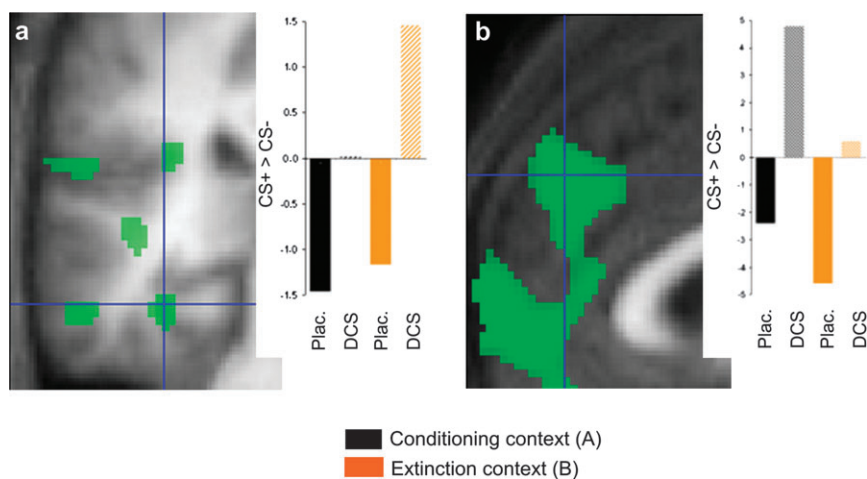 a
CS+ > CS-
1.5
1.0
0.5
0.0
-0.5
-1.0
-1.5
Plac.
DCS
Plac.
DCS
b
CS+ > CS-
5
4
3
2
1
0
-1
-2
-3
-4
-5
Plac.
DCS
Plac.
DCS
Conditioning context (A)
Extinction context (B)